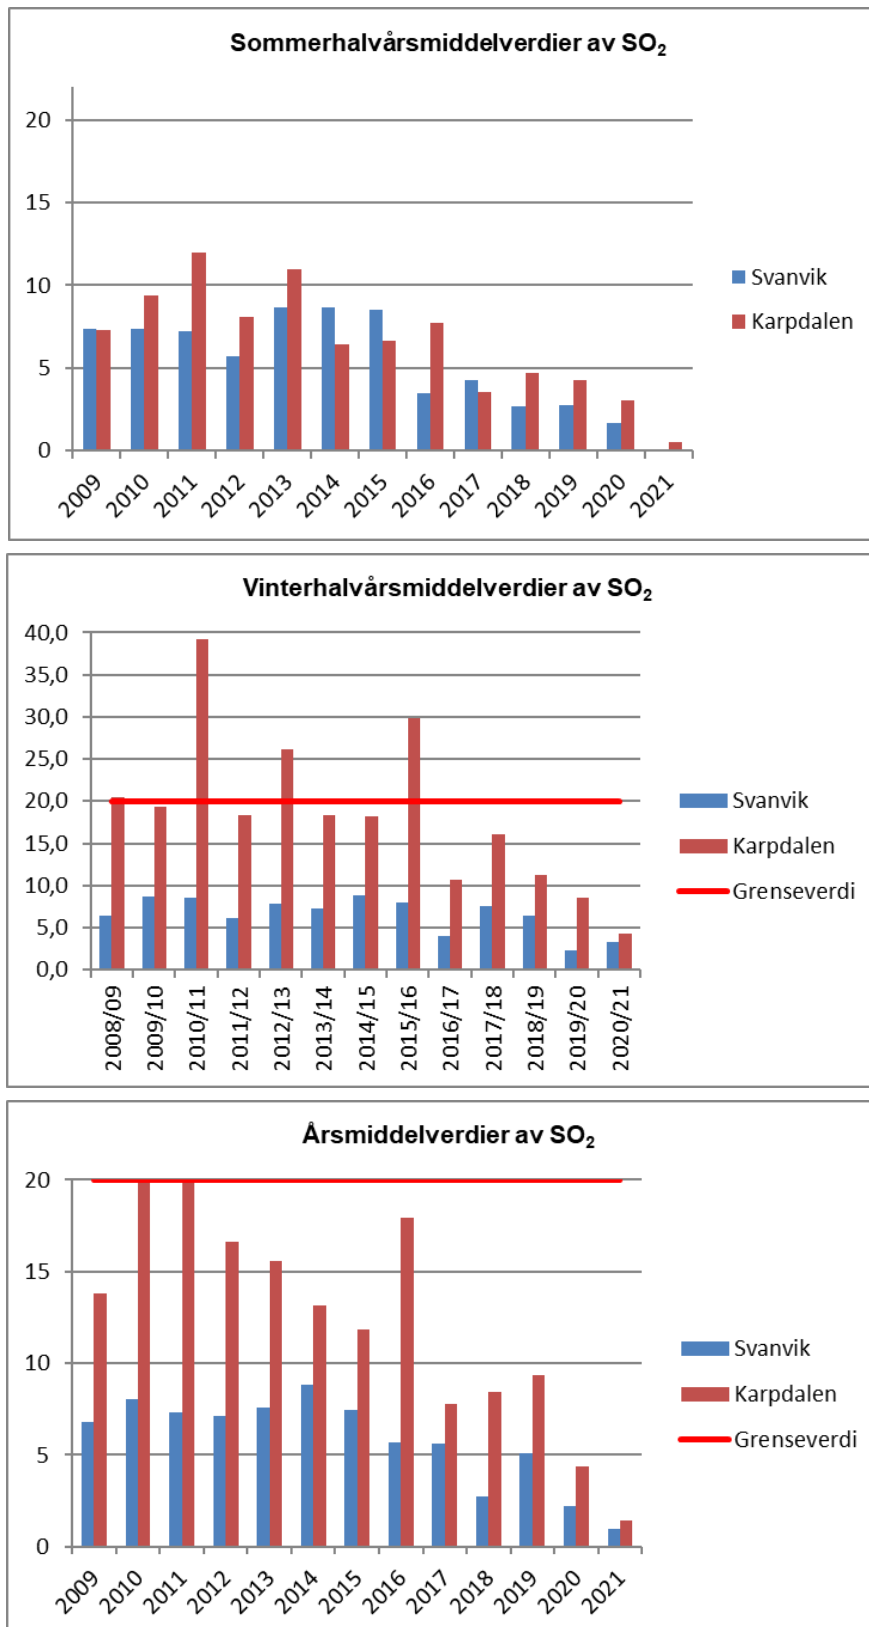 Sommerhalvårsmiddelverdier av SO₂
20
15
10
5
0
2009 2010 2011 2012 2013 2014 2015 2016 2017 2018 2019 2020 2021
Svanvik
Karpdalen
Vinterhalvårsmiddelverdier av SO₂
40,0
35,0
30,0
25,0
20,0
15,0
10,0
5,0
0,0
2008/09 2009/10 2010/11 2011/12 2012/13 2013/14 2014/15 2015/16 2016/17 2017/18 2018/19 2019/20 2020/21
Svanvik
Karpdalen
Grenseverdi
Årsmiddelverdier av SO₂
20
15
10
5
0
2009 2010 2011 2012 2013 2014 2015 2016 2017 2018 2019 2020 2021
Svanvik
Karpdalen
Grenseverdi